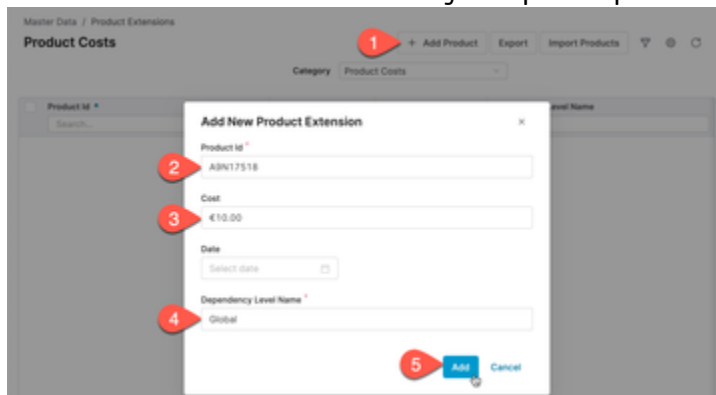 Master Data / Product Extensions
Product Costs
1
+ Add Product
Export
Import Products
Category
Product Costs
Product Id *
Level Name
Search...
Add New Product Extension
×
Product Id *
2
A9N17518
Cost
3
€10.00
Date
Select date
Dependency Level Name *
4
Global
5
Add
Cancel